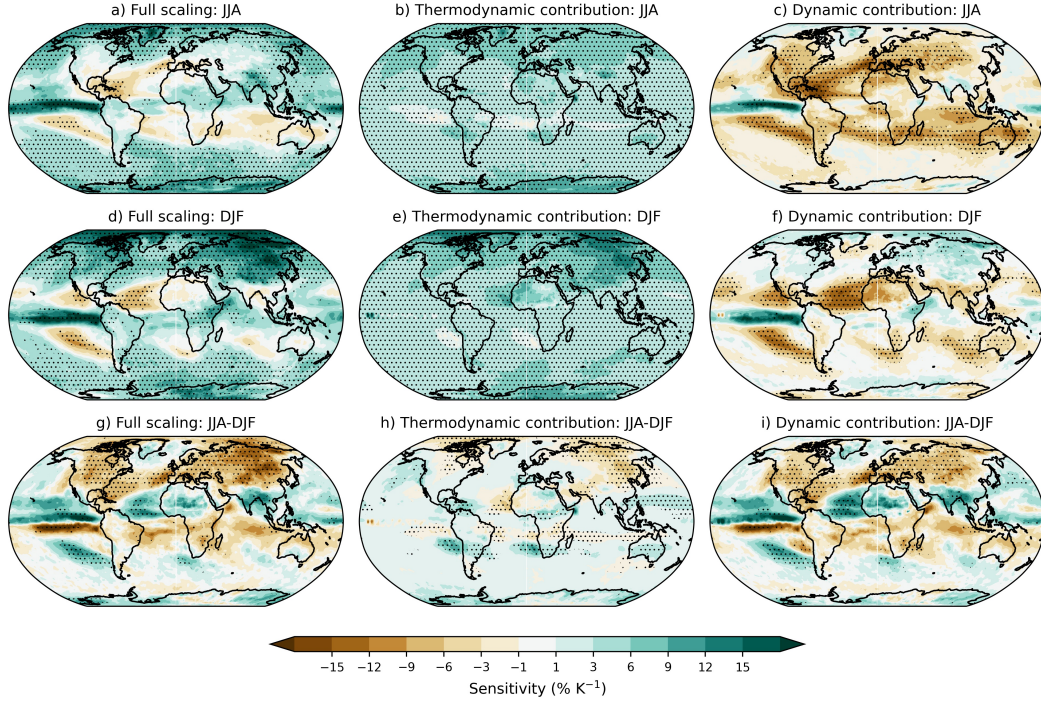 a) Full scaling: JJA
b) Thermodynamic contribution: JJA
c) Dynamic contribution: JJA
d) Full scaling: DJF
e) Thermodynamic contribution: DJF
f) Dynamic contribution: DJF
g) Full scaling: JJA-DJF
h) Thermodynamic contribution: JJA-DJF
i) Dynamic contribution: JJA-DJF
−15 −12 −9 −6 −3 −1 1 3 6 9 12 15
Sensitivity (% K⁻¹)